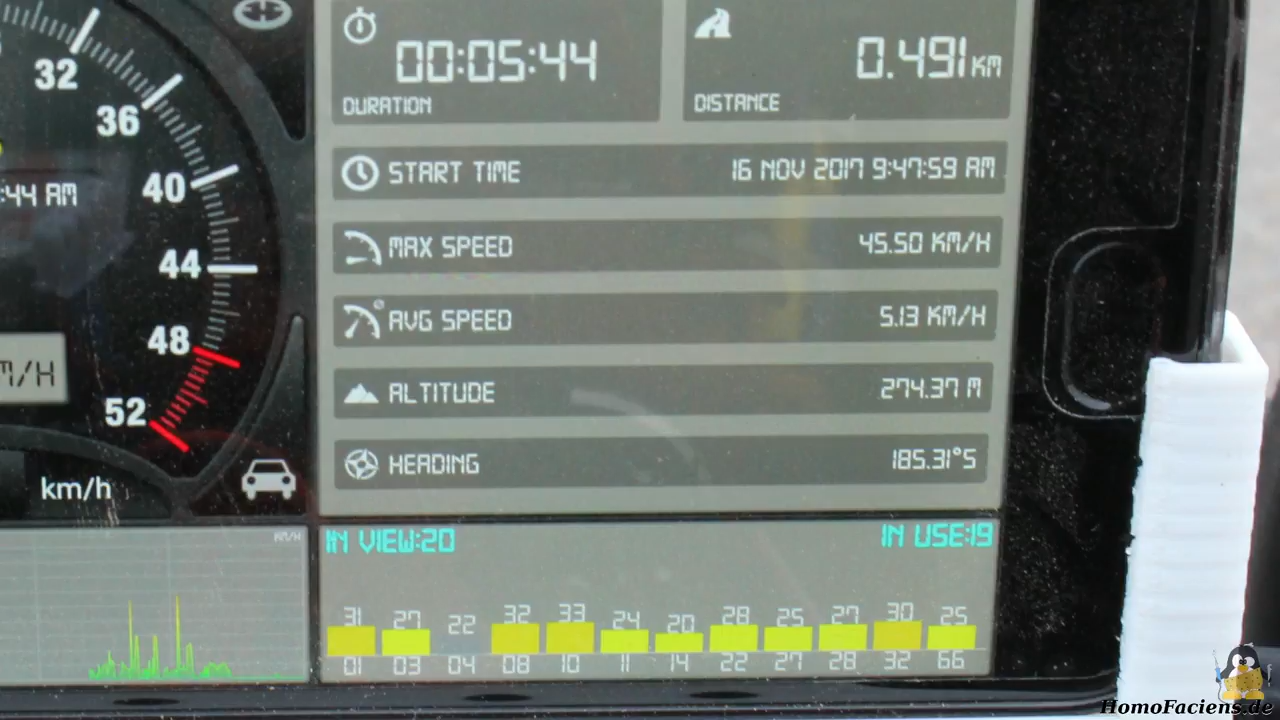 32
36
40
44
48
52
:44 AM
M/H
km/h
00:05:44
DURATION
0.491 KM
DISTANCE
START TIME 16 NOV 2017 9:47:59 AM
MAX SPEED 45.50 KM/H
AVG SPEED 5.13 KM/H
ALTITUDE 274.37 M
HEADING 185.31°S
KM/H
IN VIEW:20 IN USE:19
31 27 22 32 33 24 20 28 25 27 30 25
01 03 04 08 10 11 14 22 27 28 32 66
HomoFaciens.de